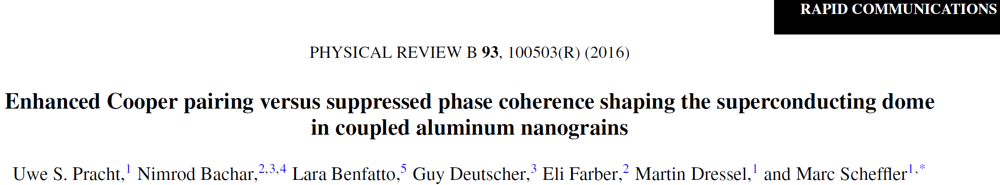 RAPID COMMUNICATIONS
PHYSICAL REVIEW B 93, 100503(R) (2016)
Enhanced Cooper pairing versus suppressed phase coherence shaping the superconducting dome
in coupled aluminum nanograins
Uwe S. Pracht,1 Nimrod Bachar,2,3,4 Lara Benfatto,5 Guy Deutscher,3 Eli Farber,2 Martin Dressel,1 and Marc Scheffler1,*